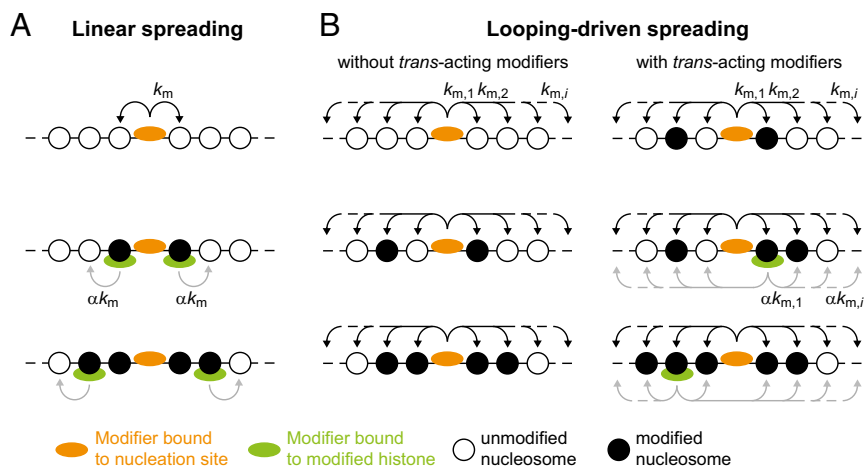 A Linear spreading
B Looping-driven spreading
without trans-acting modifiers
with trans-acting modifiers
km
km,1 km,2 km,i
km,1 km,2 km,i
αkm αkm
αkm,1 αkm,i
Modifier bound
to nucleation site
Modifier bound
to modified histone
unmodified
nucleosome
modified
nucleosome